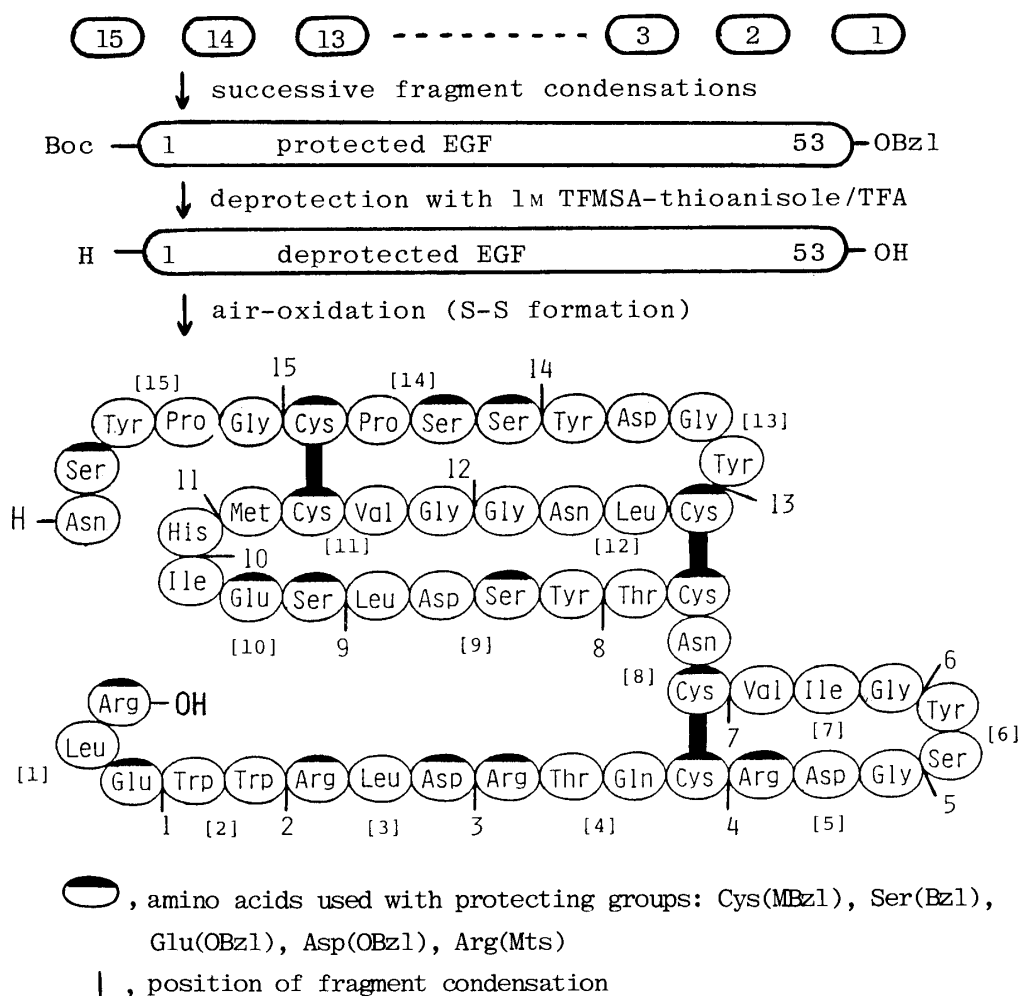 15 14 13 3 2 1
successive fragment condensations
Boc 1 protected EGF 53 OBzl
deprotection with 1M TFMSA-thioanisole/TFA
H 1 deprotected EGF 53 OH
air-oxidation (S-S formation)
[15] 15 [14] 14
Tyr Pro Gly Cys Pro Ser Ser Tyr Asp Gly [13]
Ser Tyr
11 12 13
H Asn His Met Cys Val Gly Gly Asn Leu Cys
[11] [12]
10
Ile Glu Ser Leu Asp Ser Tyr Thr Cys
[10] 9 [9] 8 Asn
[8] 6
Arg OH Cys Val Ile Gly Tyr
7 [7] [6]
Leu Ser
[1] Glu Trp Trp Arg Leu Asp Arg Thr Gln Cys Arg Asp Gly
1 [2] 2 [3] 3 [4] 4 [5] 5
, amino acids used with protecting groups: Cys(MBzl), Ser(Bzl),
Glu(OBzl), Asp(OBzl), Arg(Mts)
, position of fragment condensation